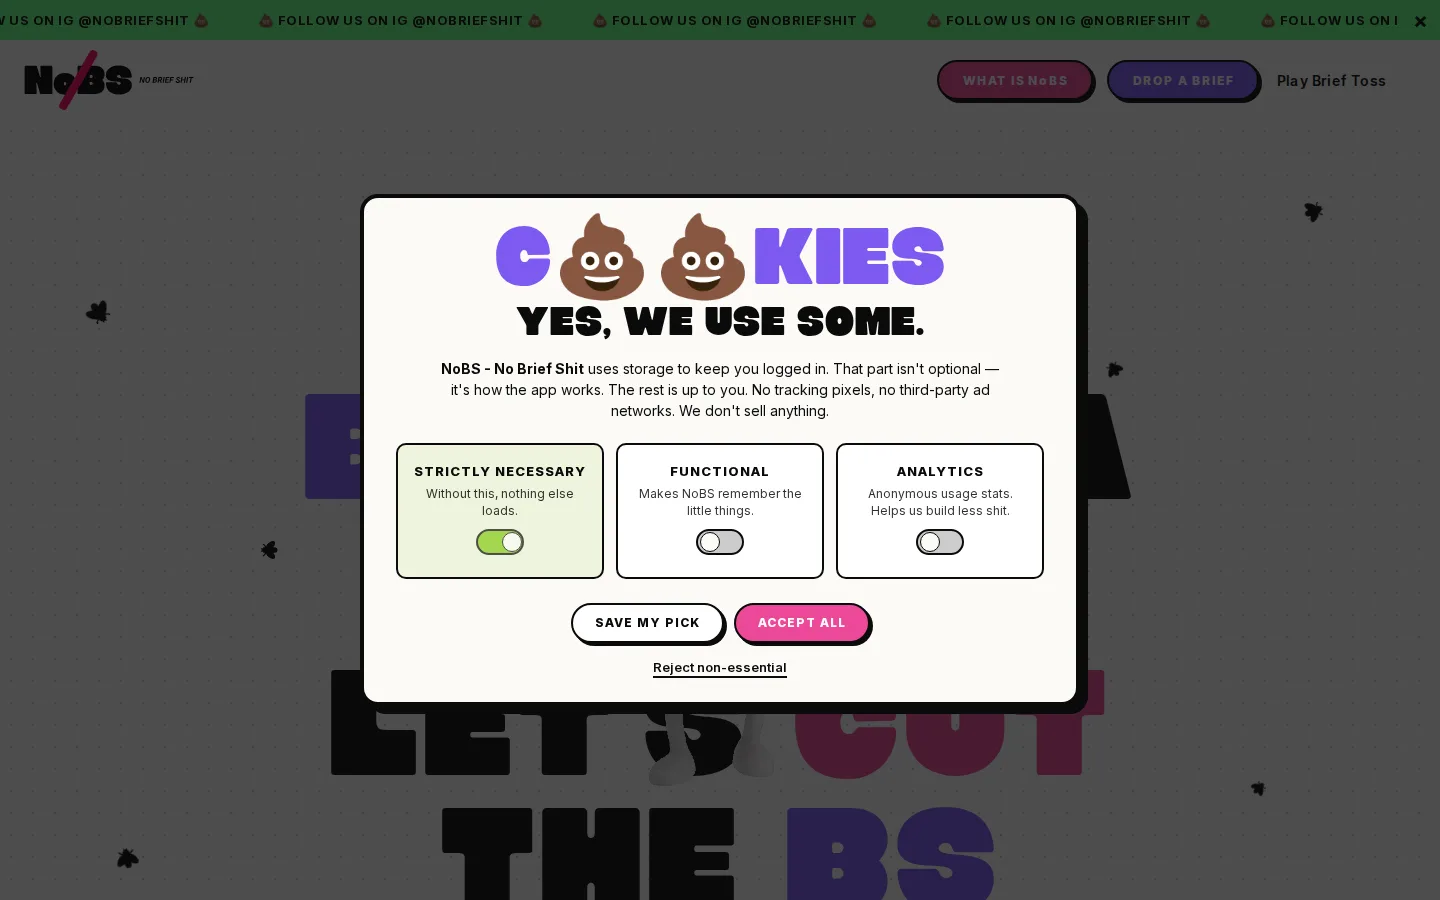 FOLLOW US ON IG @NOBRIEFSHIT 💩 💩 FOLLOW US ON IG @NOBRIEFSHIT 💩 💩 FOLLOW US ON IG @NOBRIEFSHIT 💩 💩 FOLLOW US ON IG @NOBRIEFSHIT 💩 💩 FOLLOW US ON
NoBS NO BRIEF SHIT
WHAT IS NoBS
DROP A BRIEF
Play Brief Toss
C💩💩KIES
YES, WE USE SOME.
NoBS - No Brief Shit uses storage to keep you logged in. That part isn't optional —
it's how the app works. The rest is up to you. No tracking pixels, no third-party ad
networks. We don't sell anything.
STRICTLY NECESSARY
Without this, nothing else
loads.
FUNCTIONAL
Makes NoBS remember the
little things.
ANALYTICS
Anonymous usage stats.
Helps us build less shit.
SAVE MY PICK
ACCEPT ALL
Reject non-essential
LET'S CUT
THE BS